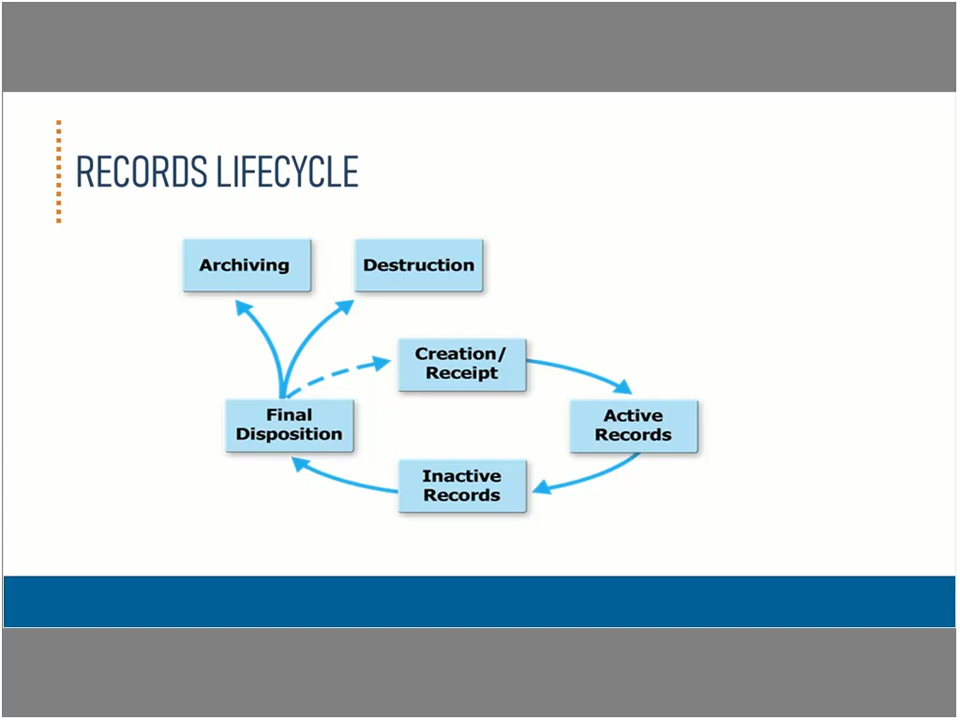 RECORDS LIFECYCLE
Archiving
Destruction
Creation/
Receipt
Final
Disposition
Active
Records
Inactive
Records